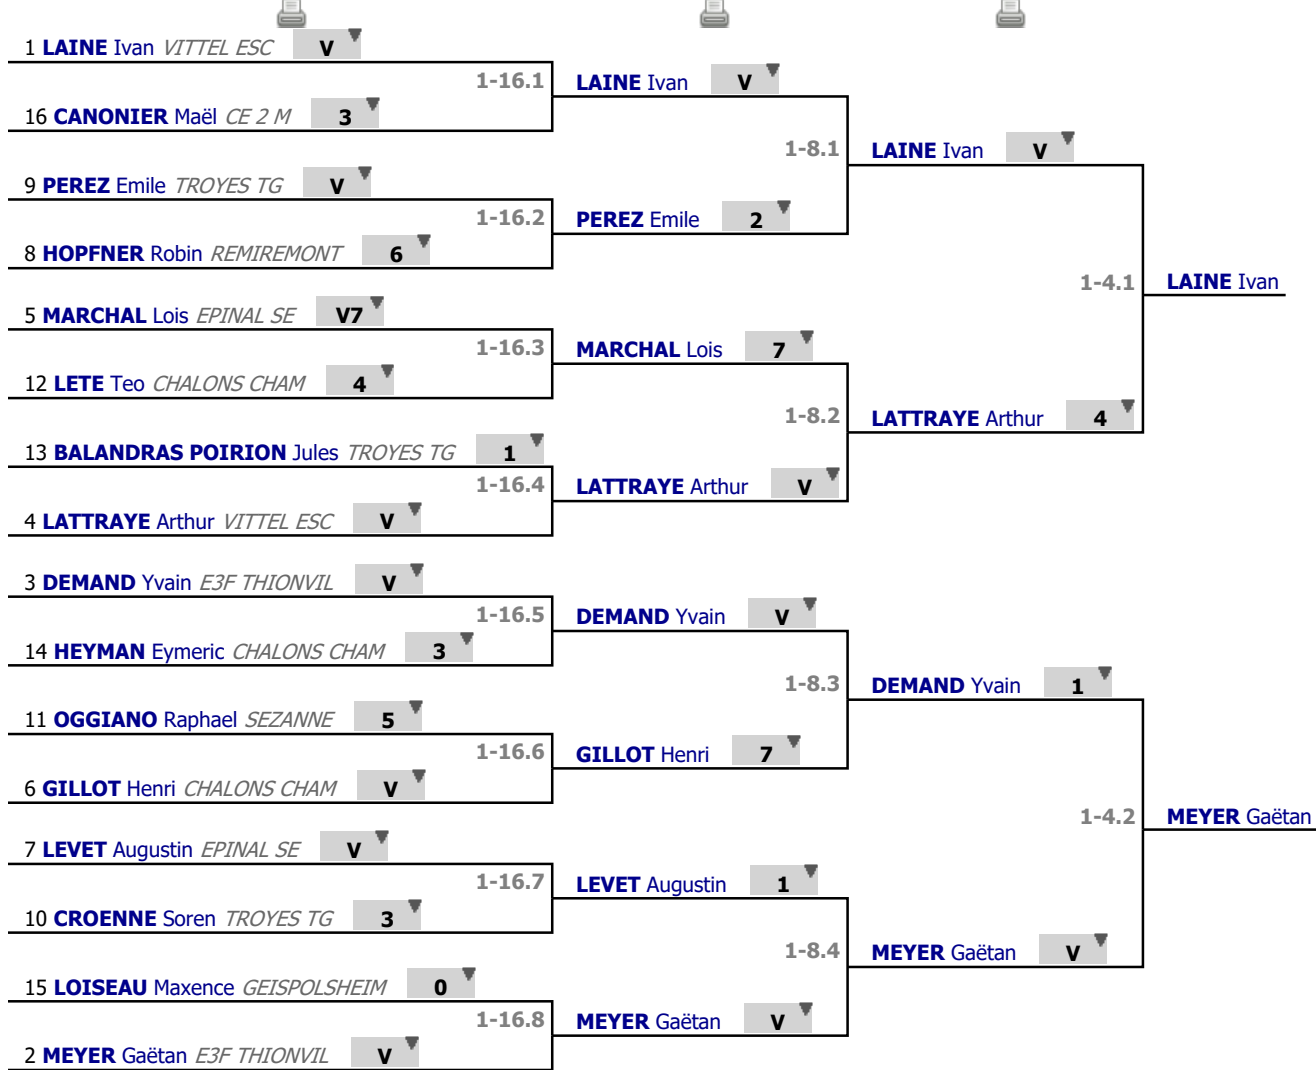 1 LAINE Ivan VITTEL ESC V
1-16.1
16 CANONIER Maël CE 2 M 3
9 PEREZ Emile TROYES TG V
1-16.2
8 HOPFNER Robin REMIREMONT 6
5 MARCHAL Lois EPINAL SE V7
1-16.3
12 LETE Teo CHALONS CHAM 4
13 BALANDRAS POIRION Jules TROYES TG 1
1-16.4
4 LATTRAYE Arthur VITTEL ESC V
3 DEMAND Yvain E3F THIONVIL V
1-16.5
14 HEYMAN Eymeric CHALONS CHAM 3
11 OGGIANO Raphael SEZANNE 5
1-16.6
6 GILLOT Henri CHALONS CHAM V
7 LEVET Augustin EPINAL SE V
1-16.7
10 CROENNE Soren TROYES TG 3
15 LOISEAU Maxence GEISPOLSHEIM 0
1-16.8
2 MEYER Gaëtan E3F THIONVIL V
LAINE Ivan V
1-8.1
PEREZ Emile 2
MARCHAL Lois 7
1-8.2
LATTRAYE Arthur V
DEMAND Yvain V
1-8.3
GILLOT Henri 7
LEVET Augustin 1
1-8.4
MEYER Gaëtan V
LAINE Ivan V
1-4.1
LATTRAYE Arthur 4
DEMAND Yvain 1
1-4.2
MEYER Gaëtan V
LAINE Ivan
MEYER Gaëtan